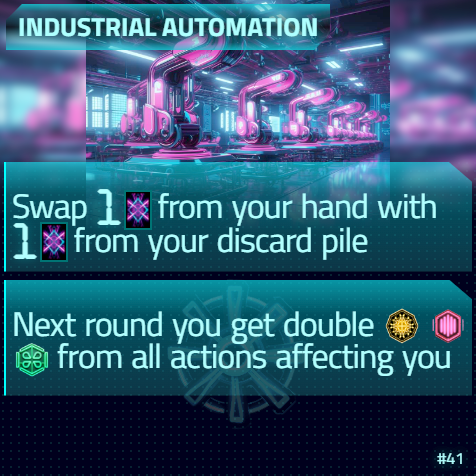 INDUSTRIAL AUTOMATION
Swap 1 from your hand with
1 from your discard pile
Next round you get double
from all actions affecting you
#41